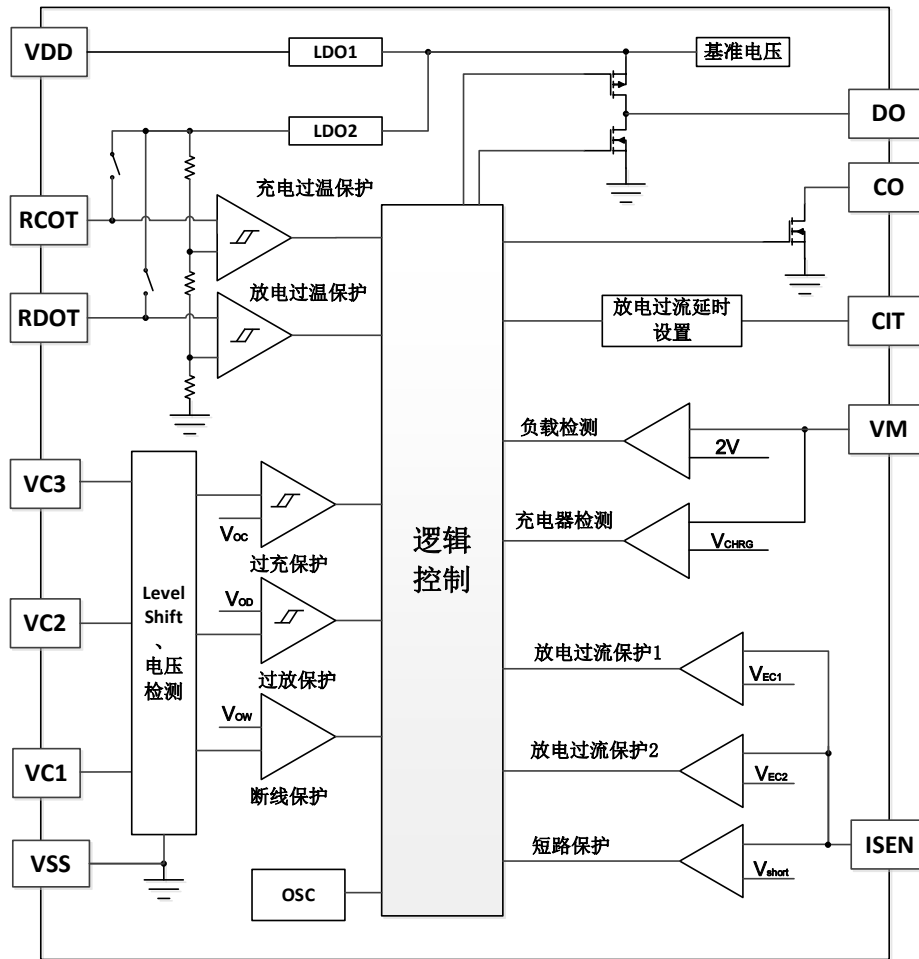 VDD
LDO1
基准电压
LDO2
DO
CO
RCOT
充电过温保护
RDOT
放电过温保护
放电过流延时
设置
CIT
负载检测
2V
VM
充电器检测
VCHRG
VC3
VOC
过充保护
逻辑
控制
Level
Shift
、
电压
检测
VOD
VC2
过放保护
放电过流保护1
VEC1
VOW
断线保护
放电过流保护2
VEC2
VC1
短路保护
Vshort
ISEN
VSS
OSC